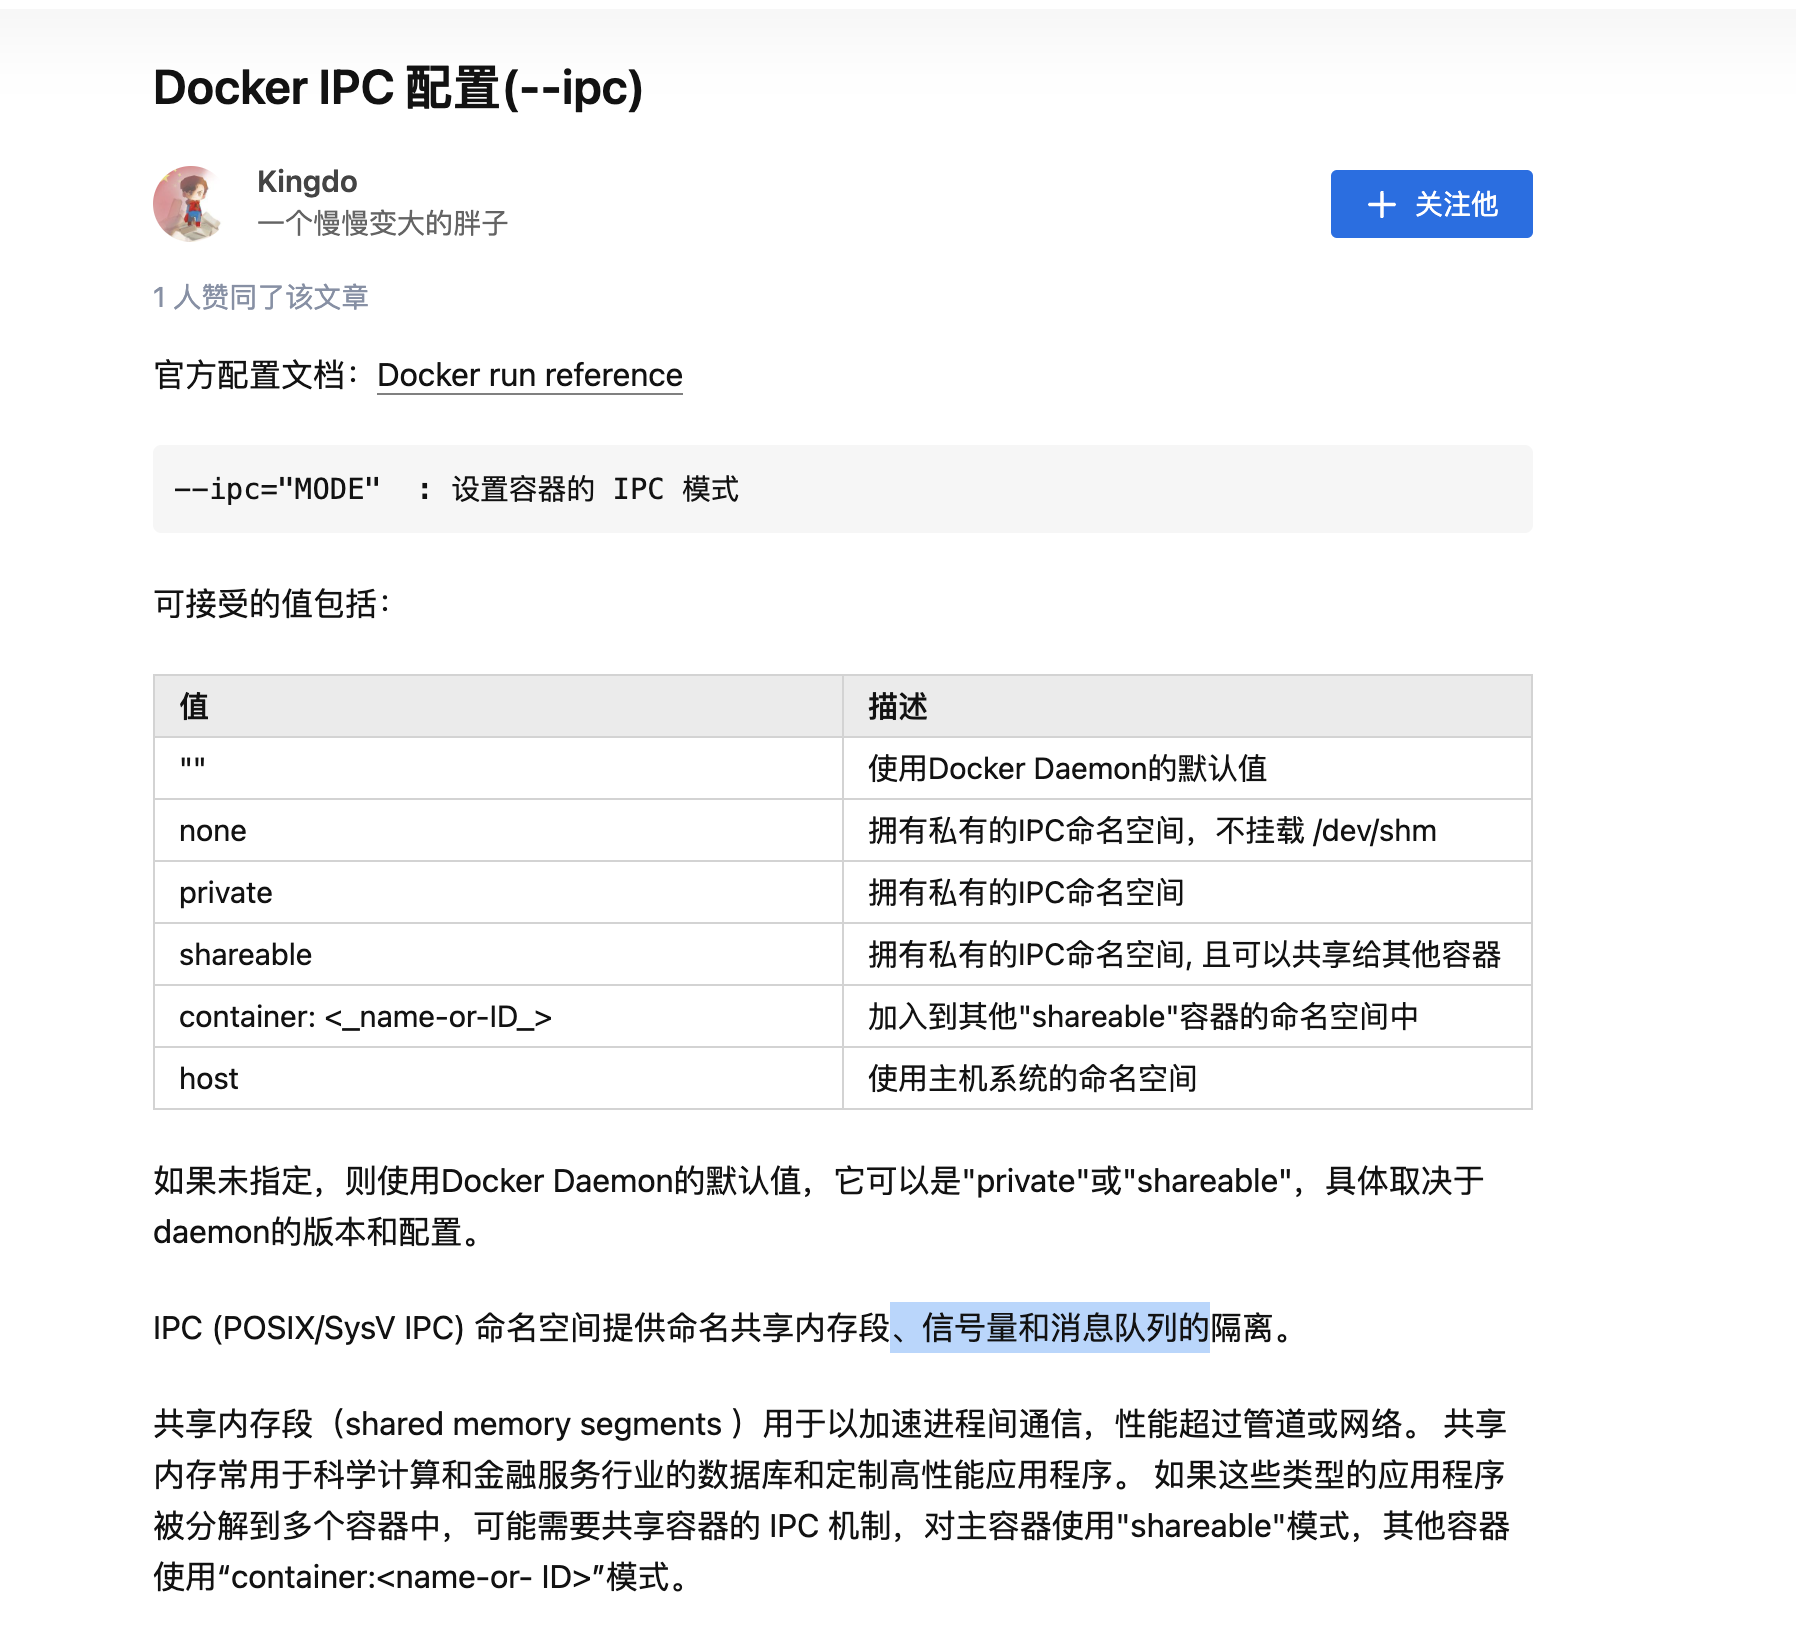 Docker IPC 配置(--ipc)
Kingdo
一个慢慢变大的胖子
+ 关注他
1 人赞同了该文章
官方配置文档：Docker run reference
--ipc="MODE"  : 设置容器的 IPC 模式
可接受的值包括：
值 描述
"" 使用Docker Daemon的默认值
none 拥有私有的IPC命名空间，不挂载 /dev/shm
private 拥有私有的IPC命名空间
shareable 拥有私有的IPC命名空间, 且可以共享给其他容器
container: <_name-or-ID_> 加入到其他"shareable"容器的命名空间中
host 使用主机系统的命名空间
如果未指定，则使用Docker Daemon的默认值，它可以是"private"或"shareable"，具体取决于
daemon的版本和配置。
IPC (POSIX/SysV IPC) 命名空间提供命名共享内存段、信号量和消息队列的隔离。
共享内存段（shared memory segments ）用于以加速进程间通信，性能超过管道或网络。 共享
内存常用于科学计算和金融服务行业的数据库和定制高性能应用程序。 如果这些类型的应用程序
被分解到多个容器中，可能需要共享容器的 IPC 机制，对主容器使用"shareable"模式，其他容器
使用“container:<name-or- ID>”模式。